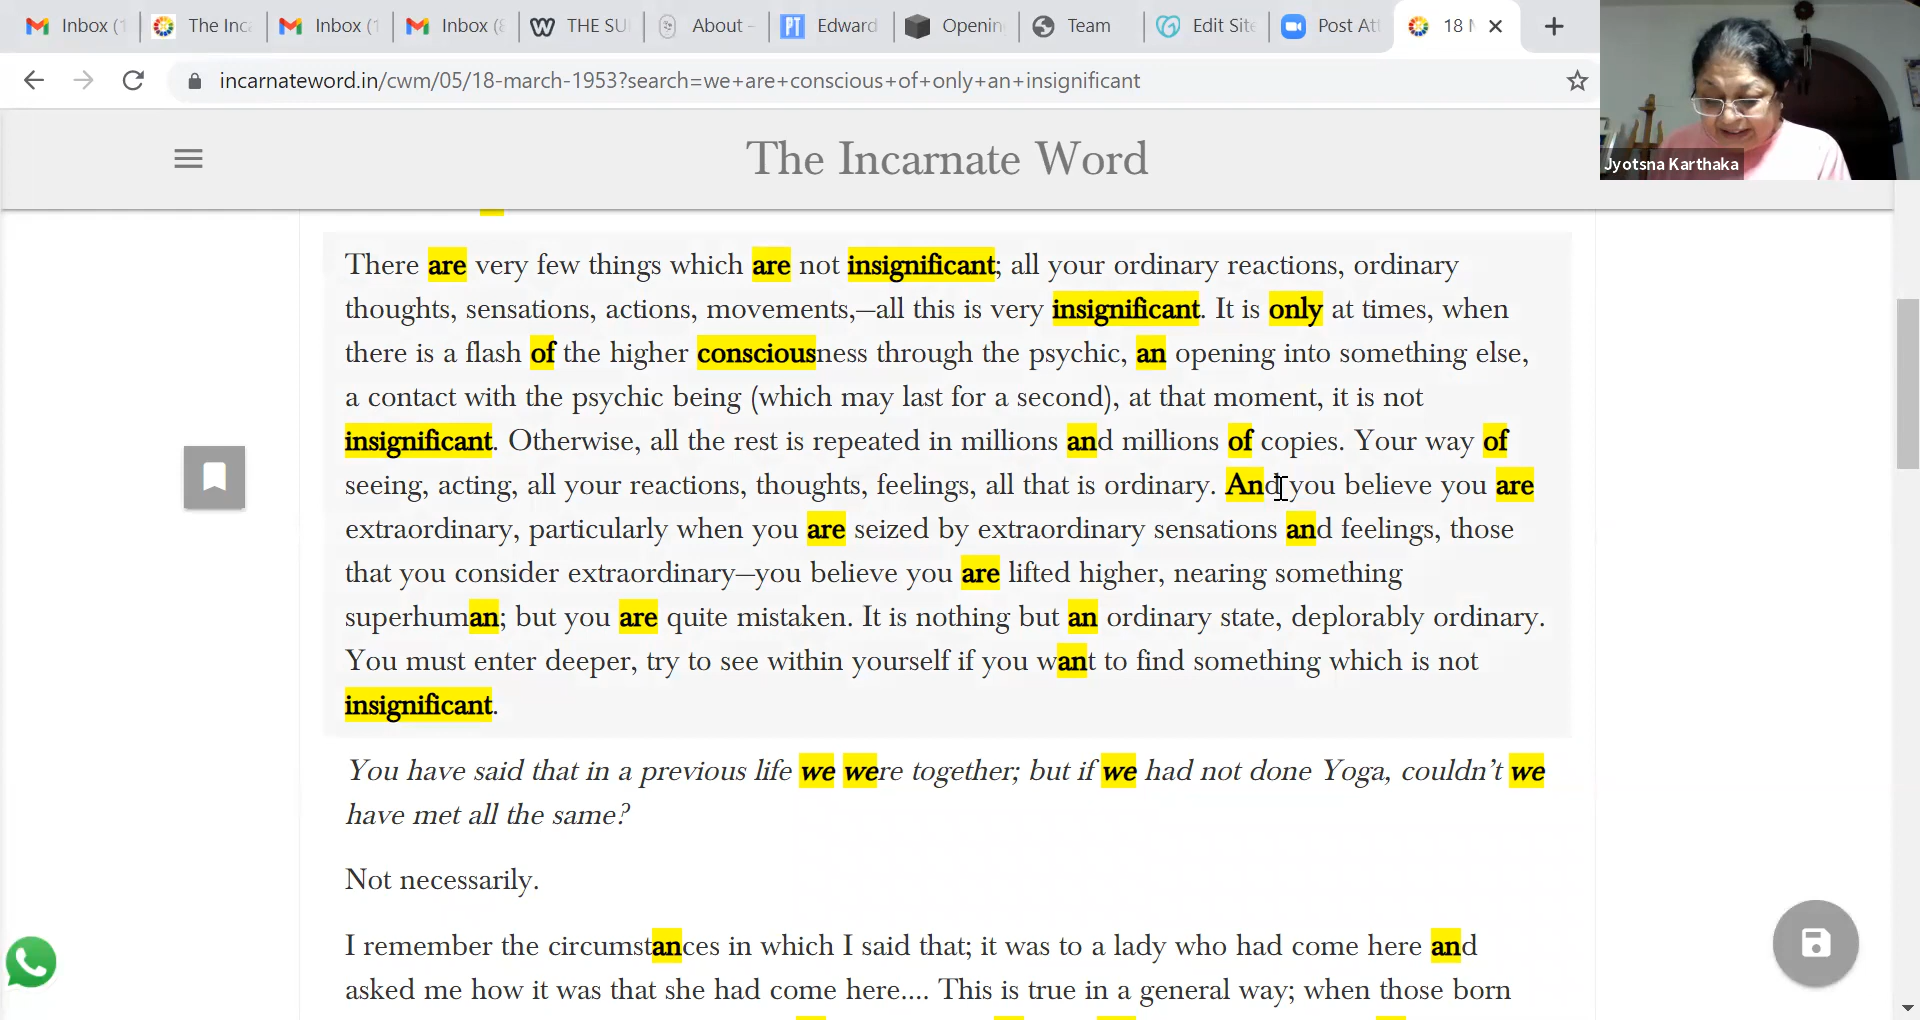 Inbox (1
The Inca
Inbox (1
Inbox (8
THE SU
About -
PT
Edward
Openin
Team
Edit Site
Post Att
18 M
incarnateword.in/cwm/05/18-march-1953?search=we+are+conscious+of+only+an+insignificant
Jyotsna Karthaka
The Incarnate Word
There are very few things which are not insignificant; all your ordinary reactions, ordinary
thoughts, sensations, actions, movements,—all this is very insignificant. It is only at times, when
there is a flash of the higher consciousness through the psychic, an opening into something else,
a contact with the psychic being (which may last for a second), at that moment, it is not
insignificant. Otherwise, all the rest is repeated in millions and millions of copies. Your way of
seeing, acting, all your reactions, thoughts, feelings, all that is ordinary. And you believe you are
extraordinary, particularly when you are seized by extraordinary sensations and feelings, those
that you consider extraordinary—you believe you are lifted higher, nearing something
superhuman; but you are quite mistaken. It is nothing but an ordinary state, deplorably ordinary.
You must enter deeper, try to see within yourself if you want to find something which is not
insignificant.
You have said that in a previous life we were together; but if we had not done Yoga, couldn't we
have met all the same?
Not necessarily.
I remember the circumstances in which I said that; it was to a lady who had come here and
asked me how it was that she had come here.... This is true in a general way; when those born